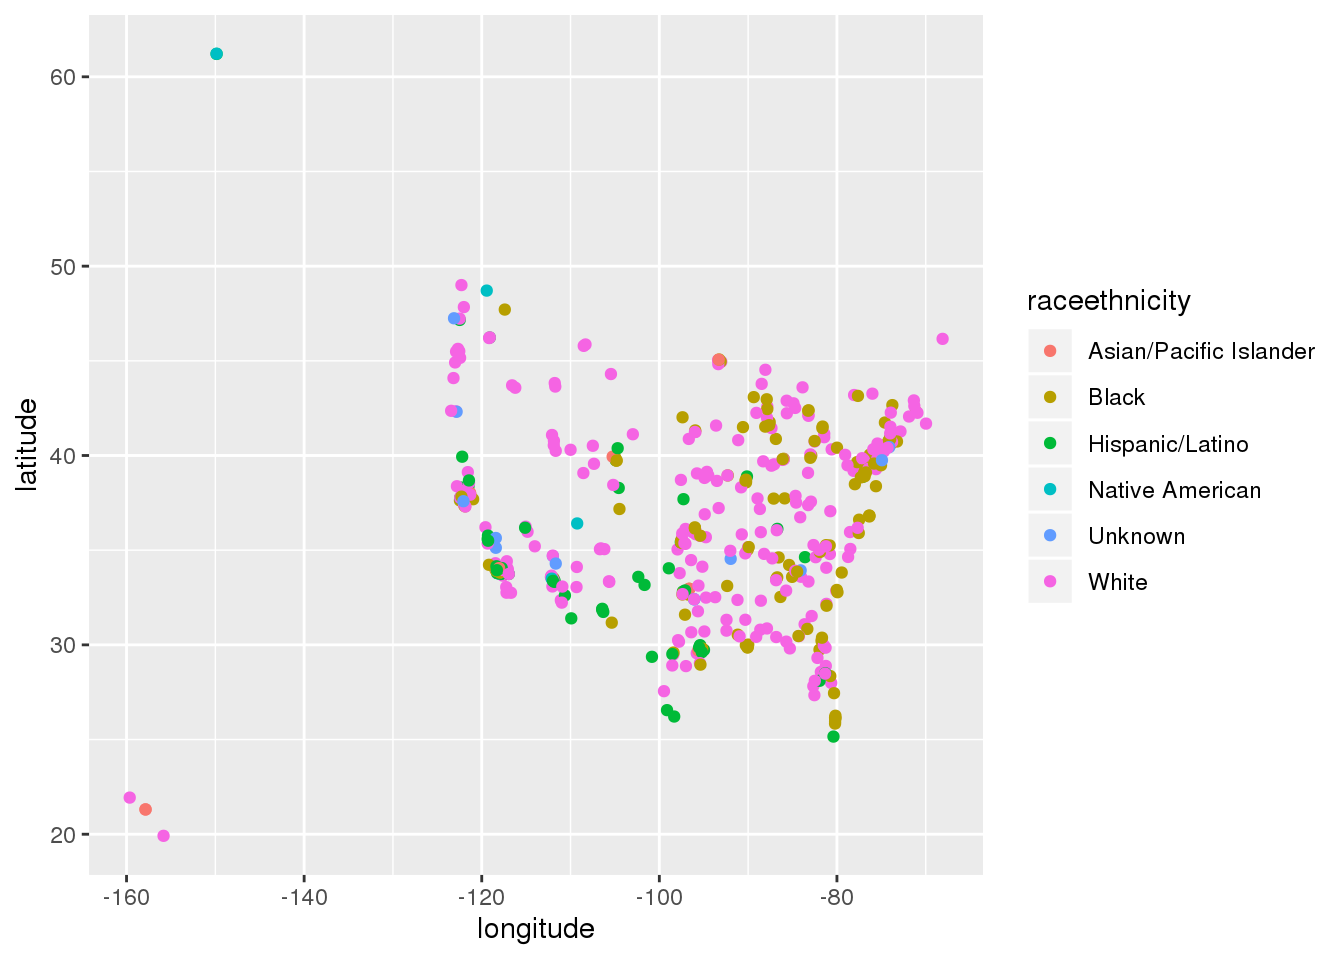 latitude
60
50
40
30
20
-160
-140
-120
-100
-80
longitude
raceethnicity
Asian/Pacific Islander
Black
Hispanic/Latino
Native American
Unknown
White